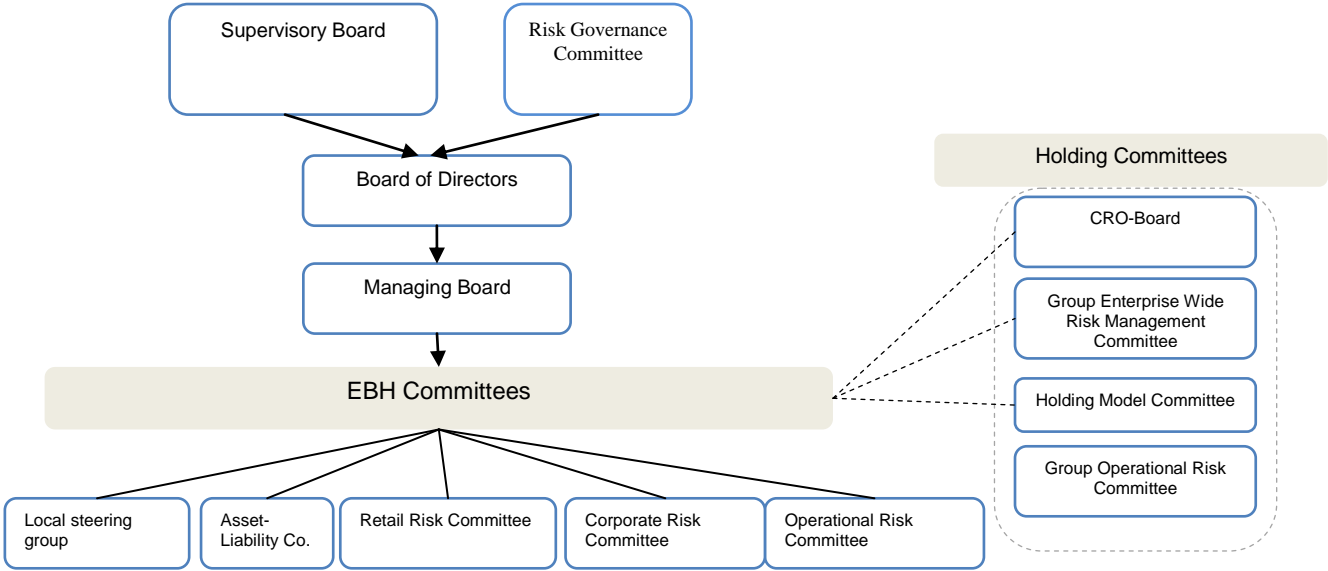 Supervisory Board
Risk Governance
Committee
Board of Directors
Managing Board
EBH Committees
Local steering
group
Asset-
Liability Co.
Retail Risk Committee
Corporate Risk
Committee
Operational Risk
Committee
Holding Committees
CRO-Board
Group Enterprise Wide
Risk Management
Committee
Holding Model Committee
Group Operational Risk
Committee